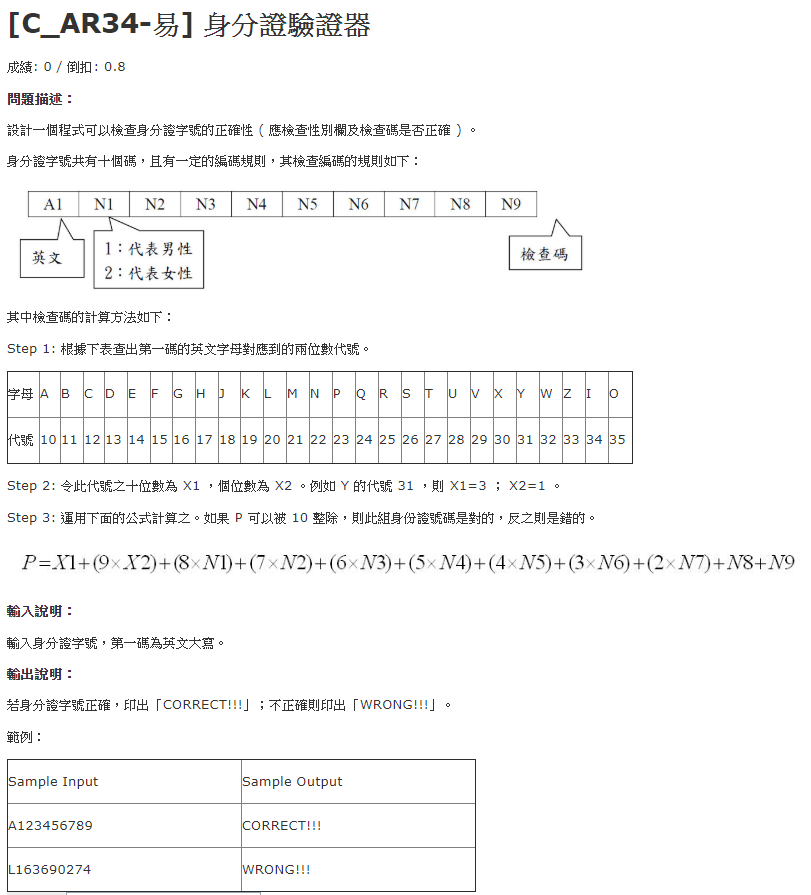 [C_AR34-易] 身分證驗證器
成績: 0 / 倒扣: 0.8
問題描述：
設計一個程式可以檢查身分證字號的正確性 ( 應檢查性別欄及檢查碼是否正確 ) 。
身分證字號共有十個碼，且有一定的編碼規則，其檢查編碼的規則如下：
A1 N1 N2 N3 N4 N5 N6 N7 N8 N9
英文
1：代表男性
2：代表女性
檢查碼
其中檢查碼的計算方法如下：
Step 1: 根據下表查出第一碼的英文字母對應到的兩位數代號。
字母 A B C D E F G H J K L M N P Q R S T U V X Y W Z I O
代號 10 11 12 13 14 15 16 17 18 19 20 21 22 23 24 25 26 27 28 29 30 31 32 33 34 35
Step 2: 令此代號之十位數為 X1 ，個位數為 X2 。例如 Y 的代號 31 ，則 X1=3 ； X2=1 。
Step 3: 運用下面的公式計算之。如果 P 可以被 10 整除，則此組身份證號碼是對的，反之則是錯的。
P=X1+(9×X2)+(8×N1)+(7×N2)+(6×N3)+(5×N4)+(4×N5)+(3×N6)+(2×N7)+N8+N9
輸入說明：
輸入身分證字號，第一碼為英文大寫。
輸出說明：
若身分證字號正確，印出「CORRECT!!!」；不正確則印出「WRONG!!!」。
範例：
Sample Input Sample Output
A123456789 CORRECT!!!
L163690274 WRONG!!!